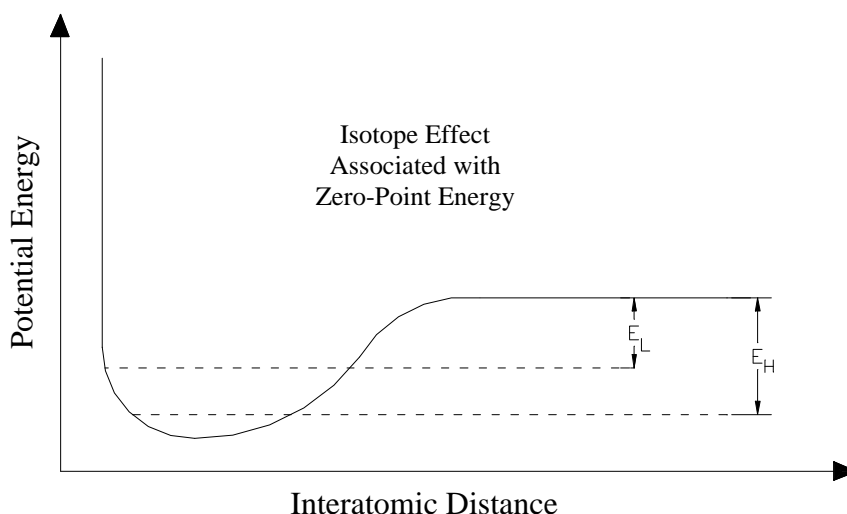 Isotope Effect
Associated with
Zero-Point Energy
Potential Energy
E_L
E_H
Interatomic Distance